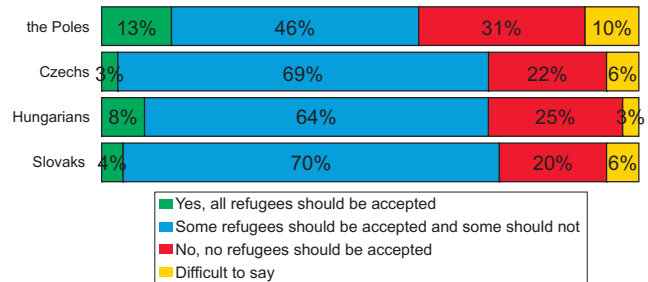 the Poles 13% 46% 31% 10%
Czechs 3% 69% 22% 6%
Hungarians 8% 64% 25% 3%
Slovaks 4% 70% 20% 6%
Yes, all refugees should be accepted
Some refugees should be accepted and some should not
No, no refugees should be accepted
Difficult to say